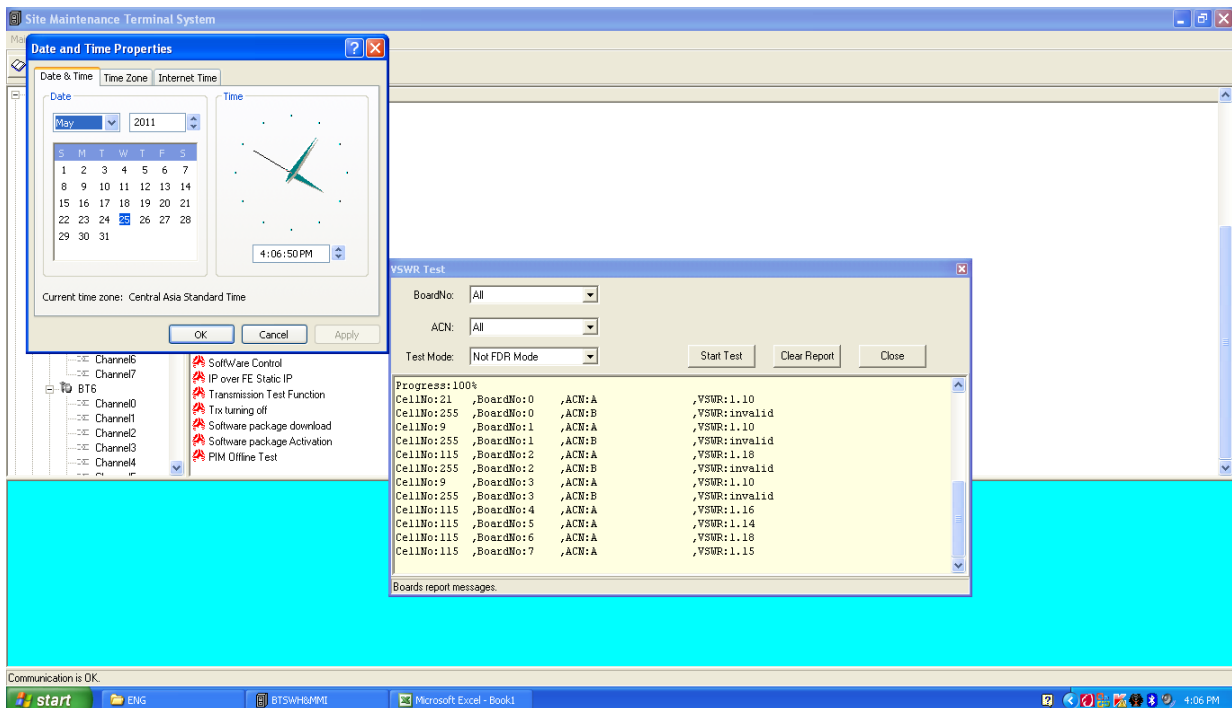 Site Maintenance Terminal System
Date and Time Properties
Date & Time Time Zone Internet Time
Date
Time
May 2011
S M T W T F S
1 2 3 4 5 6 7
8 9 10 11 12 13 14
15 16 17 18 19 20 21
22 23 24 25 26 27 28
29 30 31
4:06:50 PM
Current time zone: Central Asia Standard Time
OK Cancel Apply
Channel6
Channel7
BT6
Channel0
Channel1
Channel2
Channel3
Channel4
SoftWare Control
IP over FE Static IP
Transmission Test Function
Trx turning off
Software package download
Software package Activation
PIM Offline Test
VSWR Test
BoardNo: All
ACN: All
Test Mode: Not FDR Mode Start Test Clear Report Close
Progress:100%
CellNo:21 ,BoardNo:0 ,ACN:A ,VSWR:1.10
CellNo:255 ,BoardNo:0 ,ACN:B ,VSWR:invalid
CellNo:9 ,BoardNo:1 ,ACN:A ,VSWR:1.10
CellNo:255 ,BoardNo:1 ,ACN:B ,VSWR:invalid
CellNo:115 ,BoardNo:2 ,ACN:A ,VSWR:1.18
CellNo:255 ,BoardNo:2 ,ACN:B ,VSWR:invalid
CellNo:9 ,BoardNo:3 ,ACN:A ,VSWR:1.10
CellNo:255 ,BoardNo:3 ,ACN:B ,VSWR:invalid
CellNo:115 ,BoardNo:4 ,ACN:A ,VSWR:1.16
CellNo:115 ,BoardNo:5 ,ACN:A ,VSWR:1.14
CellNo:115 ,BoardNo:6 ,ACN:A ,VSWR:1.18
CellNo:115 ,BoardNo:7 ,ACN:A ,VSWR:1.15
Boards report messages.
Communication is OK.
start ENG BTSWH&MMI Microsoft Excel - Book1 4:06 PM